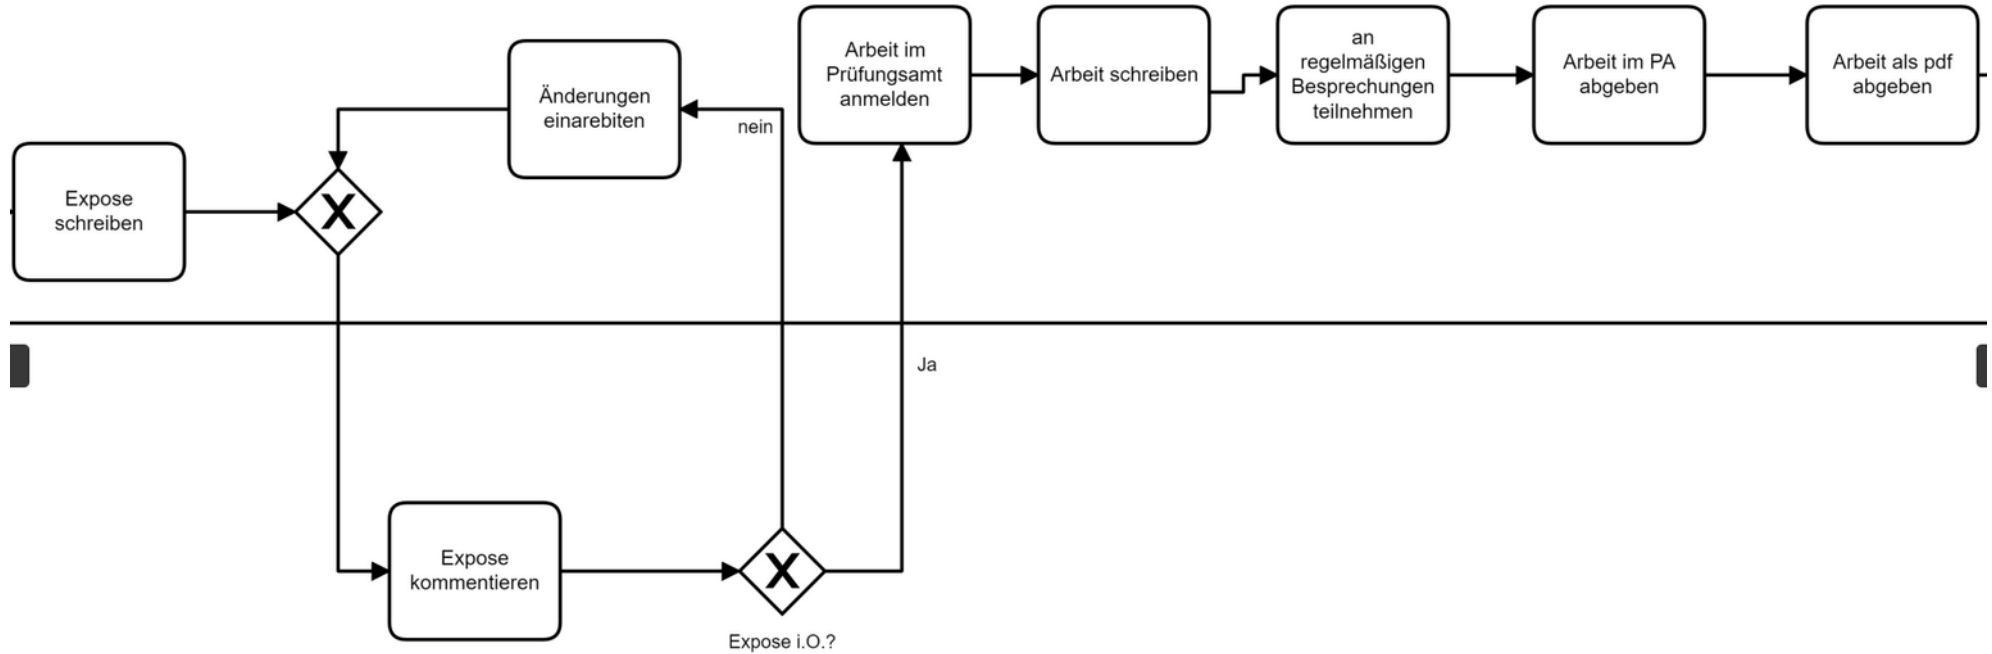 Expose
schreiben
Änderungen
einarebiten
nein
Arbeit im
Prüfungsamt
anmelden
Arbeit schreiben
an
regelmäßigen
Besprechungen
teilnehmen
Arbeit im PA
abgeben
Arbeit als pdf
abgeben
Ja
Expose
kommentieren
Expose i.O.?